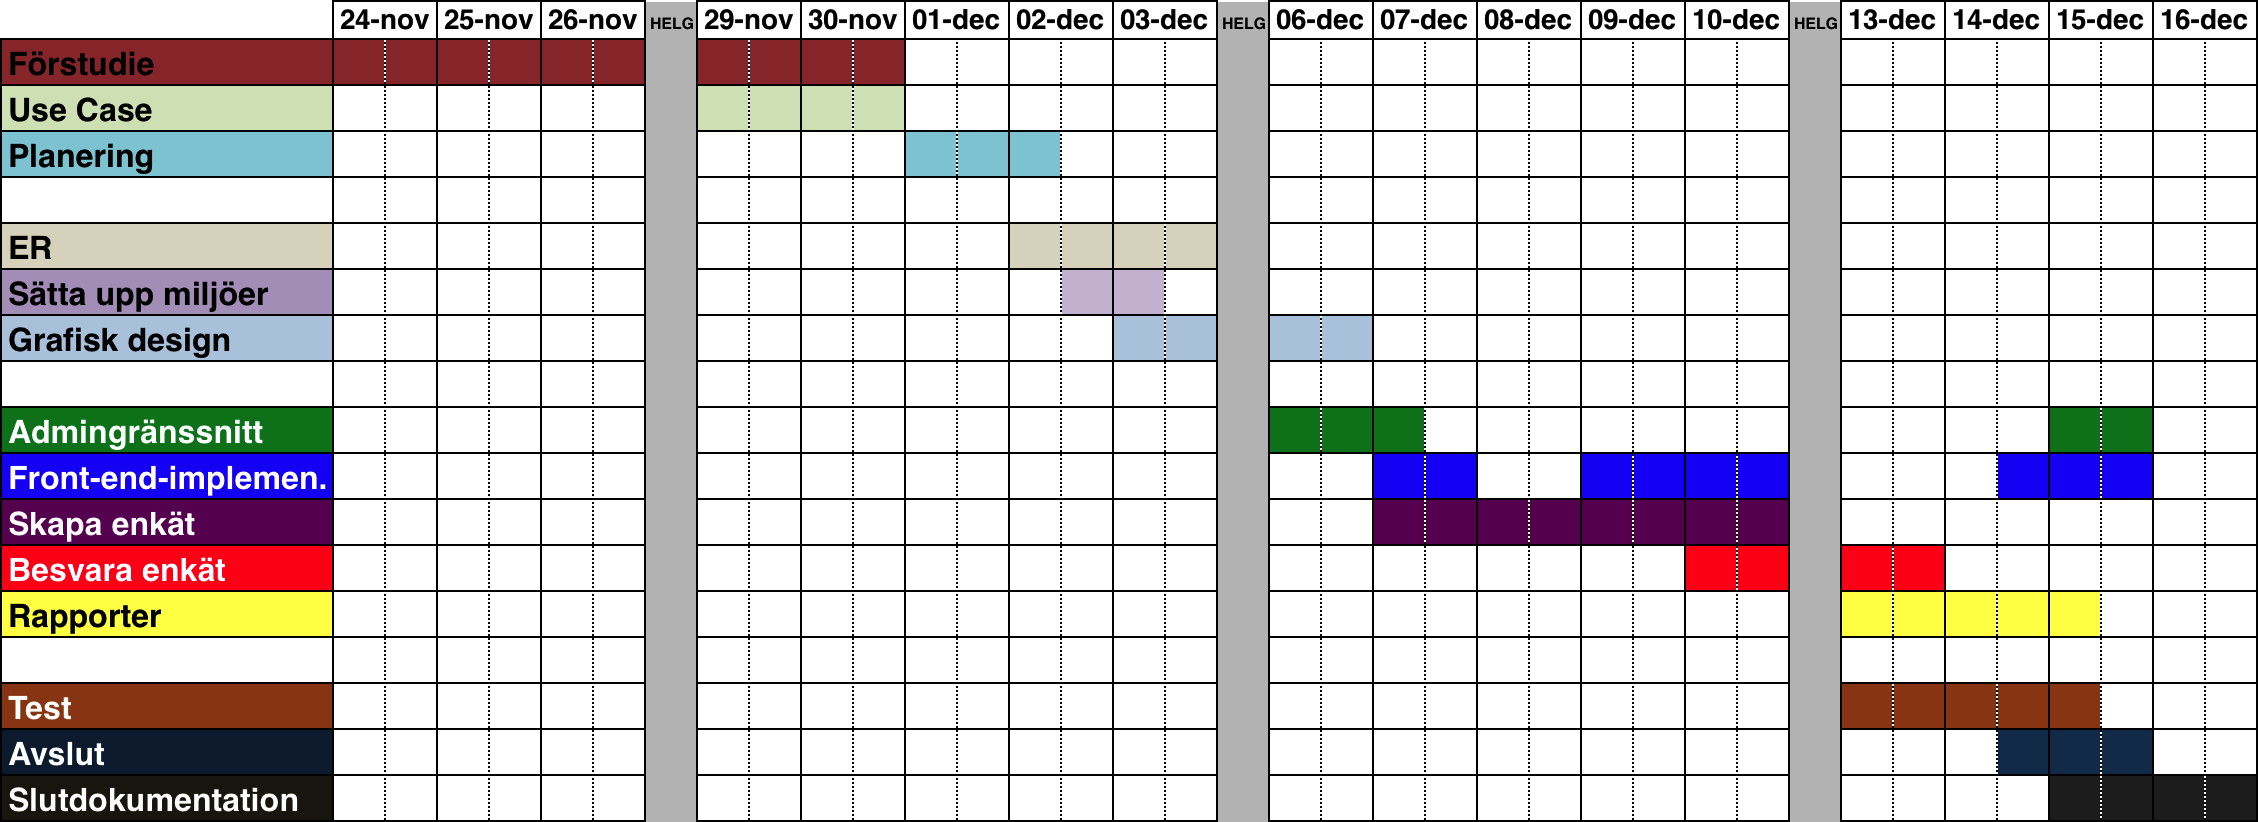 24-nov 25-nov 26-nov HELG 29-nov 30-nov 01-dec 02-dec 03-dec HELG 06-dec 07-dec 08-dec 09-dec 10-dec HELG 13-dec 14-dec 15-dec 16-dec
Förstudie
Use Case
Planering
ER
Sätta upp miljöer
Grafisk design
Admingränssnitt
Front-end-implemen.
Skapa enkät
Besvara enkät
Rapporter
Test
Avslut
Slutdokumentation